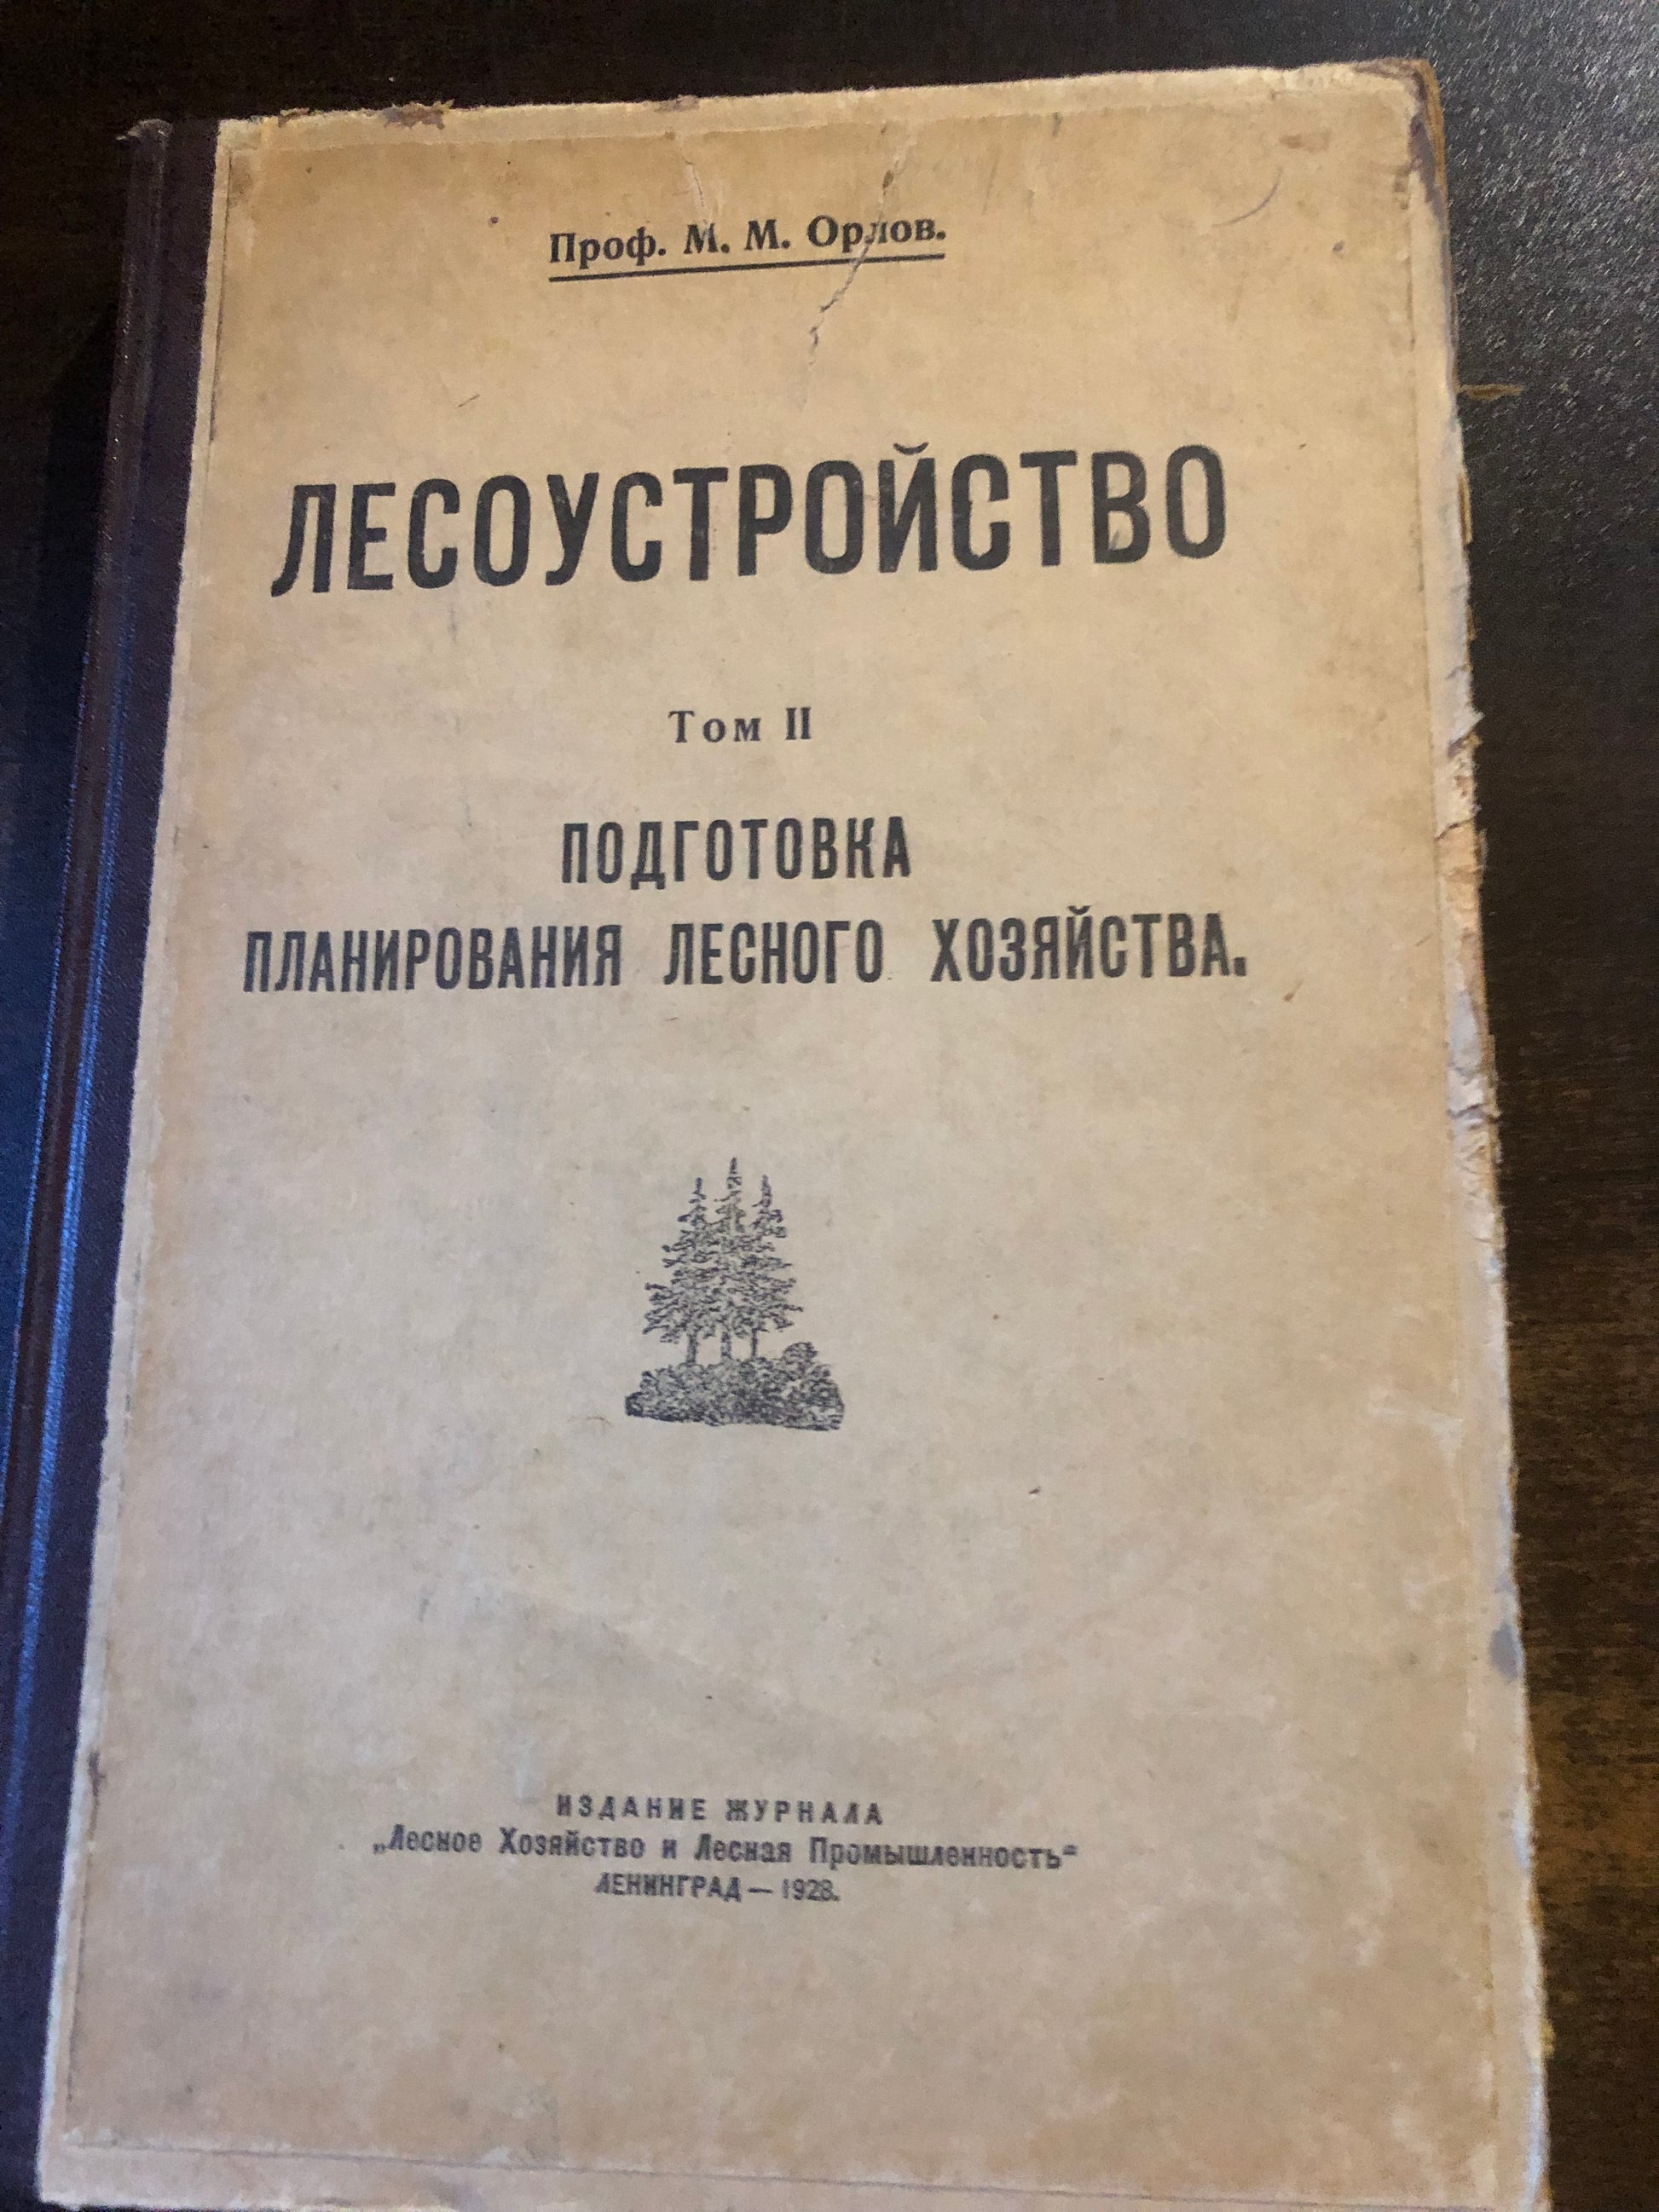 Проф. М. М. Орлов.
ЛЕСОУСТРОЙСТВО
Том II
ПОДГОТОВКА
ПЛАНИРОВАНИЯ ЛЕСНОГО ХОЗЯЙСТВА.
ИЗДАНИЕ ЖУРНАЛА
„Лесное Хозяйство и Лесная Промышленность“
ЛЕНИНГРАД — 1928.